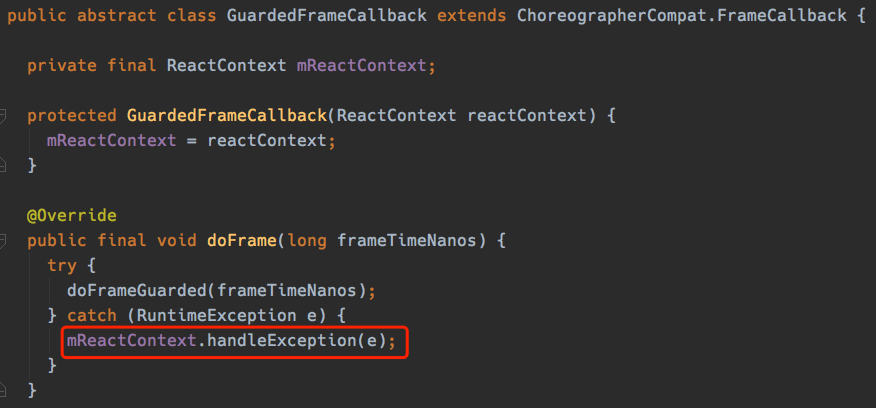 public abstract class GuardedFrameCallback extends ChoreographerCompat.FrameCallback {
private final ReactContext mReactContext;
protected GuardedFrameCallback(ReactContext reactContext) {
mReactContext = reactContext;
}
@Override
public final void doFrame(long frameTimeNanos) {
try {
doFrameGuarded(frameTimeNanos);
} catch (RuntimeException e) {
mReactContext.handleException(e);
}
}